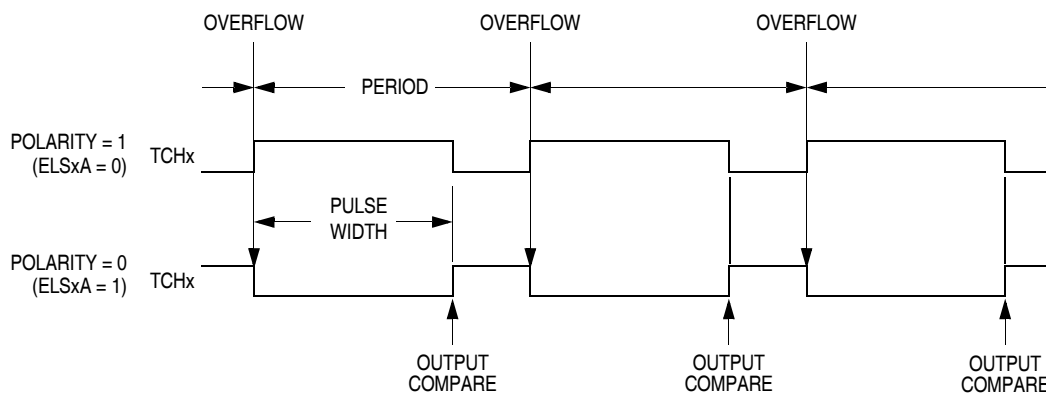 OVERFLOW
OVERFLOW
OVERFLOW
PERIOD
POLARITY = 1
(ELSxA = 0)
TCHx
PULSE
WIDTH
POLARITY = 0
(ELSxA = 1)
TCHx
OUTPUT
COMPARE
OUTPUT
COMPARE
OUTPUT
COMPARE